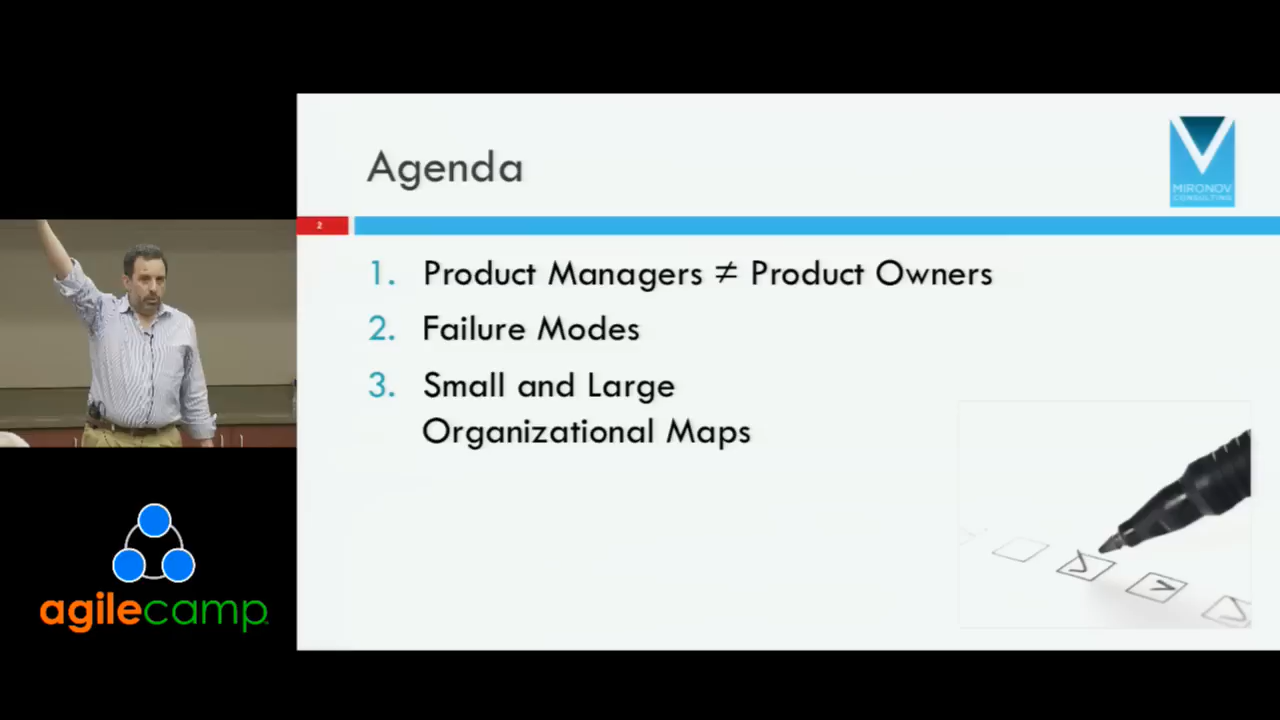 Agenda
MIRONOV
CONSULTING
2
1. Product Managers ≠ Product Owners
2. Failure Modes
3. Small and Large
Organizational Maps
agilecamp